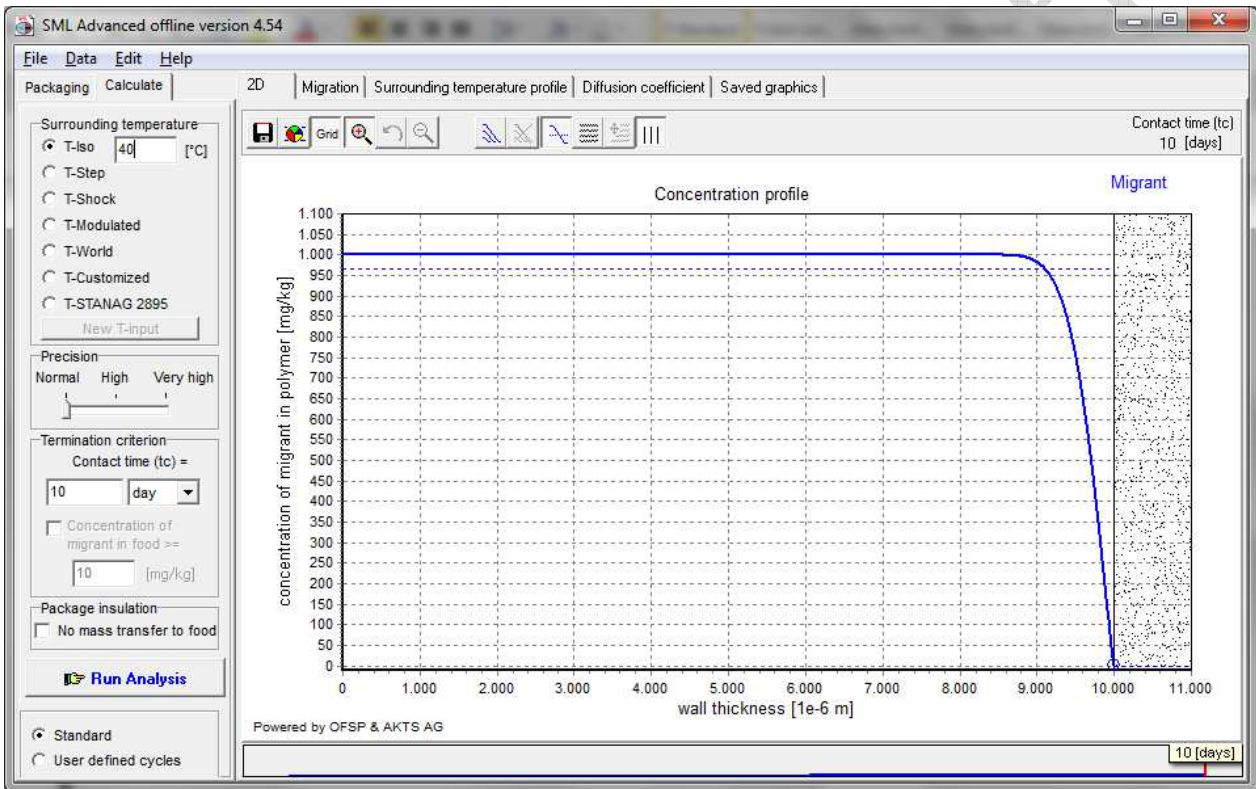 SML Advanced offline version 4.54
File Data Edit Help
Packaging Calculate
2D Migration Surrounding temperature profile Diffusion coefficient Saved graphics
Surrounding temperature
T-Iso 40 [°C]
T-Step
T-Shock
T-Modulated
T-World
T-Customized
T-STANAG 2895
New T-input
Precision
Normal High Very high
Termination criterion
Contact time (tc) =
10 day
Concentration of
migrant in food >=
10 [mg/kg]
Package insulation
No mass transfer to food
Run Analysis
Standard
User defined cycles
Grid
Contact time (tc)
10 [days]
Migrant
Concentration profile
concentration of migrant in polymer [mg/kg]
1.100
1.050
1.000
950
900
850
800
750
700
650
600
550
500
450
400
350
300
250
200
150
100
50
0
0 1.000 2.000 3.000 4.000 5.000 6.000 7.000 8.000 9.000 10.000 11.000
wall thickness [1e-6 m]
Powered by OFSP & AKTS AG
10 [days]